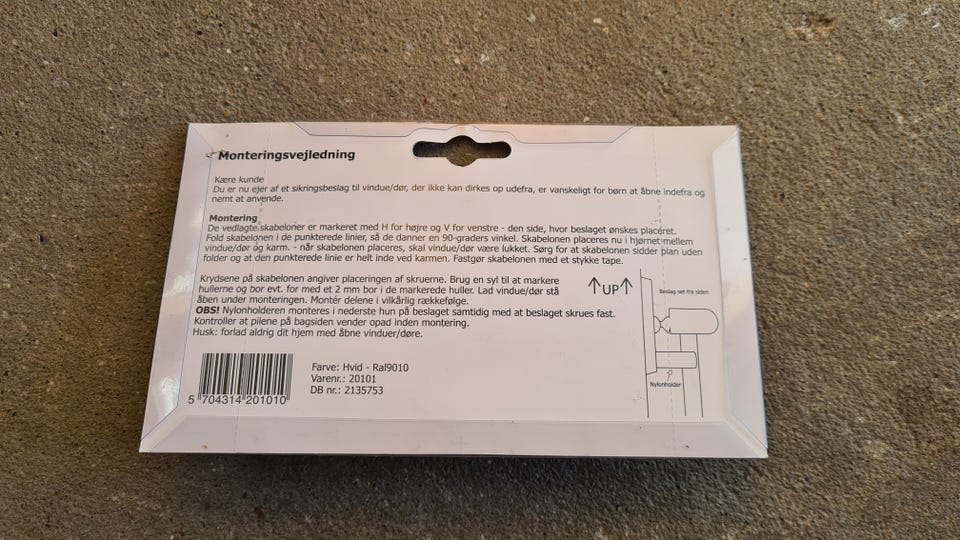 Monteringsvejledning
Kære kunde
Du er nu ejer af et sikringsbeslag til vindue/dør, der ikke kan dirkes op udefra, er vanskeligt for børn at åbne indefra og
nemt at anvende.
Montering
De vedlagte skabeloner er markeret med H for højre og V for venstre - den side, hvor beslaget ønskes placéret.
Fold skabelonen i de punkterede linier, så de danner en 90-graders vinkel. Skabelonen placeres nu i hjørnet mellem
vindue/dør og karm. - når skabelonen placeres, skal vindue/dør være lukket. Sørg for at skabelonen sidder plan uden
folder og at den punkterede linie er helt inde ved karmen. Fastgør skabelonen med et stykke tape.
Krydsene på skabelonen angiver placeringen af skruerne. Brug en syl til at markere
hullerne og bor evt. for med et 2 mm bor i de markerede huller. Lad vindue/dør stå
åben under monteringen. Montér delene i vilkårlig rækkefølge.
OBS! Nylonholderen monteres i nederste hun på beslaget samtidig med at beslaget skrues fast.
Kontroller at pilene på bagsiden vender opad inden montering.
Husk: forlad aldrig dit hjem med åbne vinduer/døre.
↑UP↑
Beslag set fra siden
Nylonholder
Farve: Hvid - Ral9010
Varenr.: 20101
DB nr.: 2135753
5 704314 201010